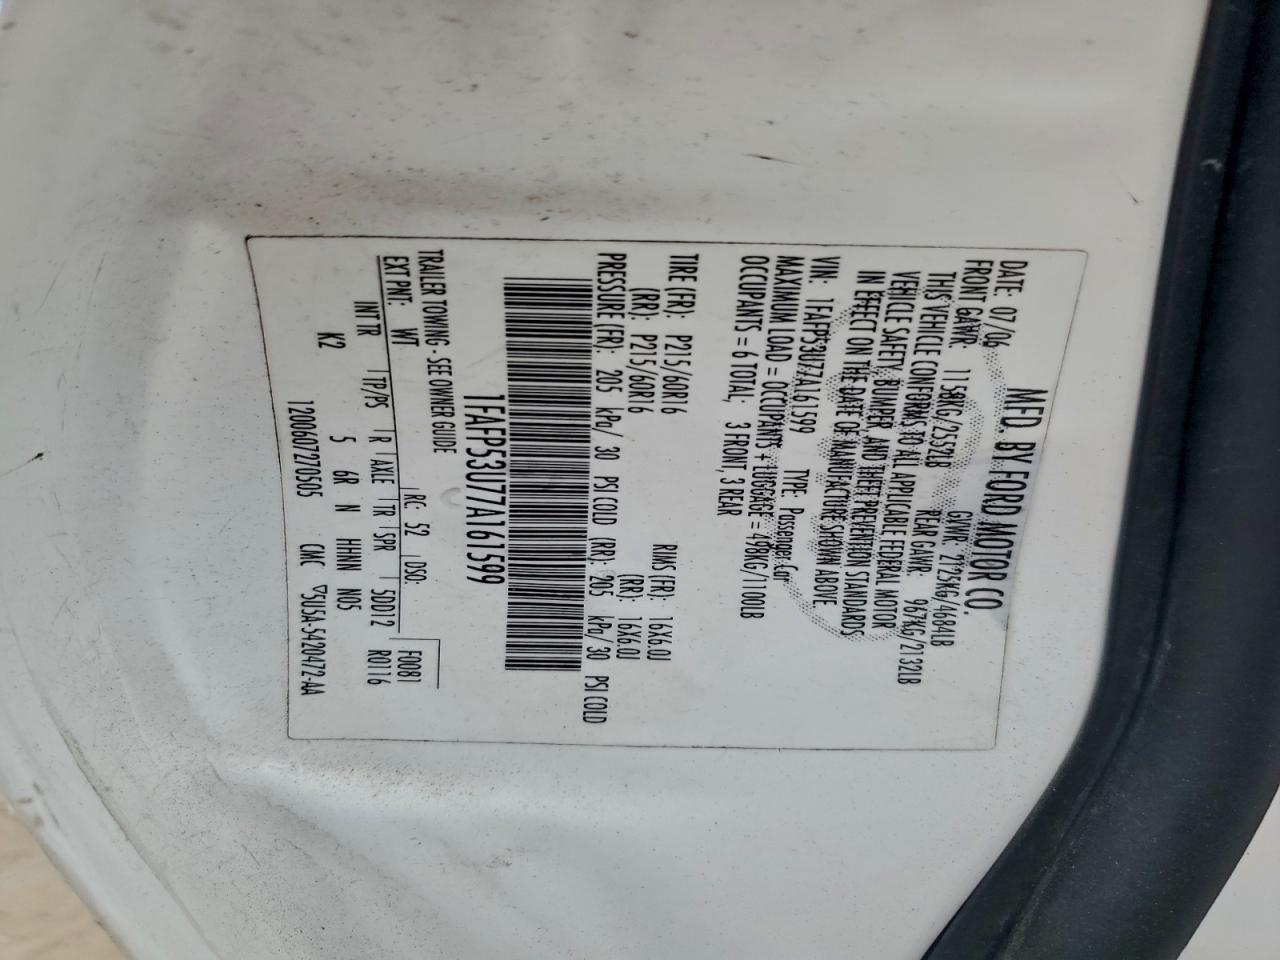 MFD. BY FORD MOTOR CO.
DATE: 07/06 GVWR: 2125KG/4684LB
FRONT GAWR: 1158KG/2552LB REAR GAWR: 967KG/2132LB
THIS VEHICLE CONFORMS TO ALL APPLICABLE FEDERAL MOTOR
VEHICLE SAFETY, BUMPER, AND THEFT PREVENTION STANDARDS
IN EFFECT ON THE DATE OF MANUFACTURE SHOWN ABOVE.
VIN: 1FAFP53U77A161599 TYPE: Passenger Car
MAXIMUM LOAD = OCCUPANTS + LUGGAGE = 498KG/1100LB
OCCUPANTS = 6 TOTAL; 3 FRONT, 3 REAR
TIRE (FR): P215/60R16 RIMS (FR): 16X6.0J
(RR): P215/60R16 (RR): 16X6.0J
PRESSURE (FR): 205 kPa/ 30 PSI COLD (RR): 205 kPa/ 30 PSI COLD
1FAFP53U77A161599
TRAILER TOWING - SEE OWNER GUIDE
EXT PNT: WT RC: 52 DSO: F0081
R0116
INT TR TP/PS R AXLE TR SPR 5DD12
K2 5 6R N HHNN N05
1200607270505 CMC 5U5A-5420472-AA